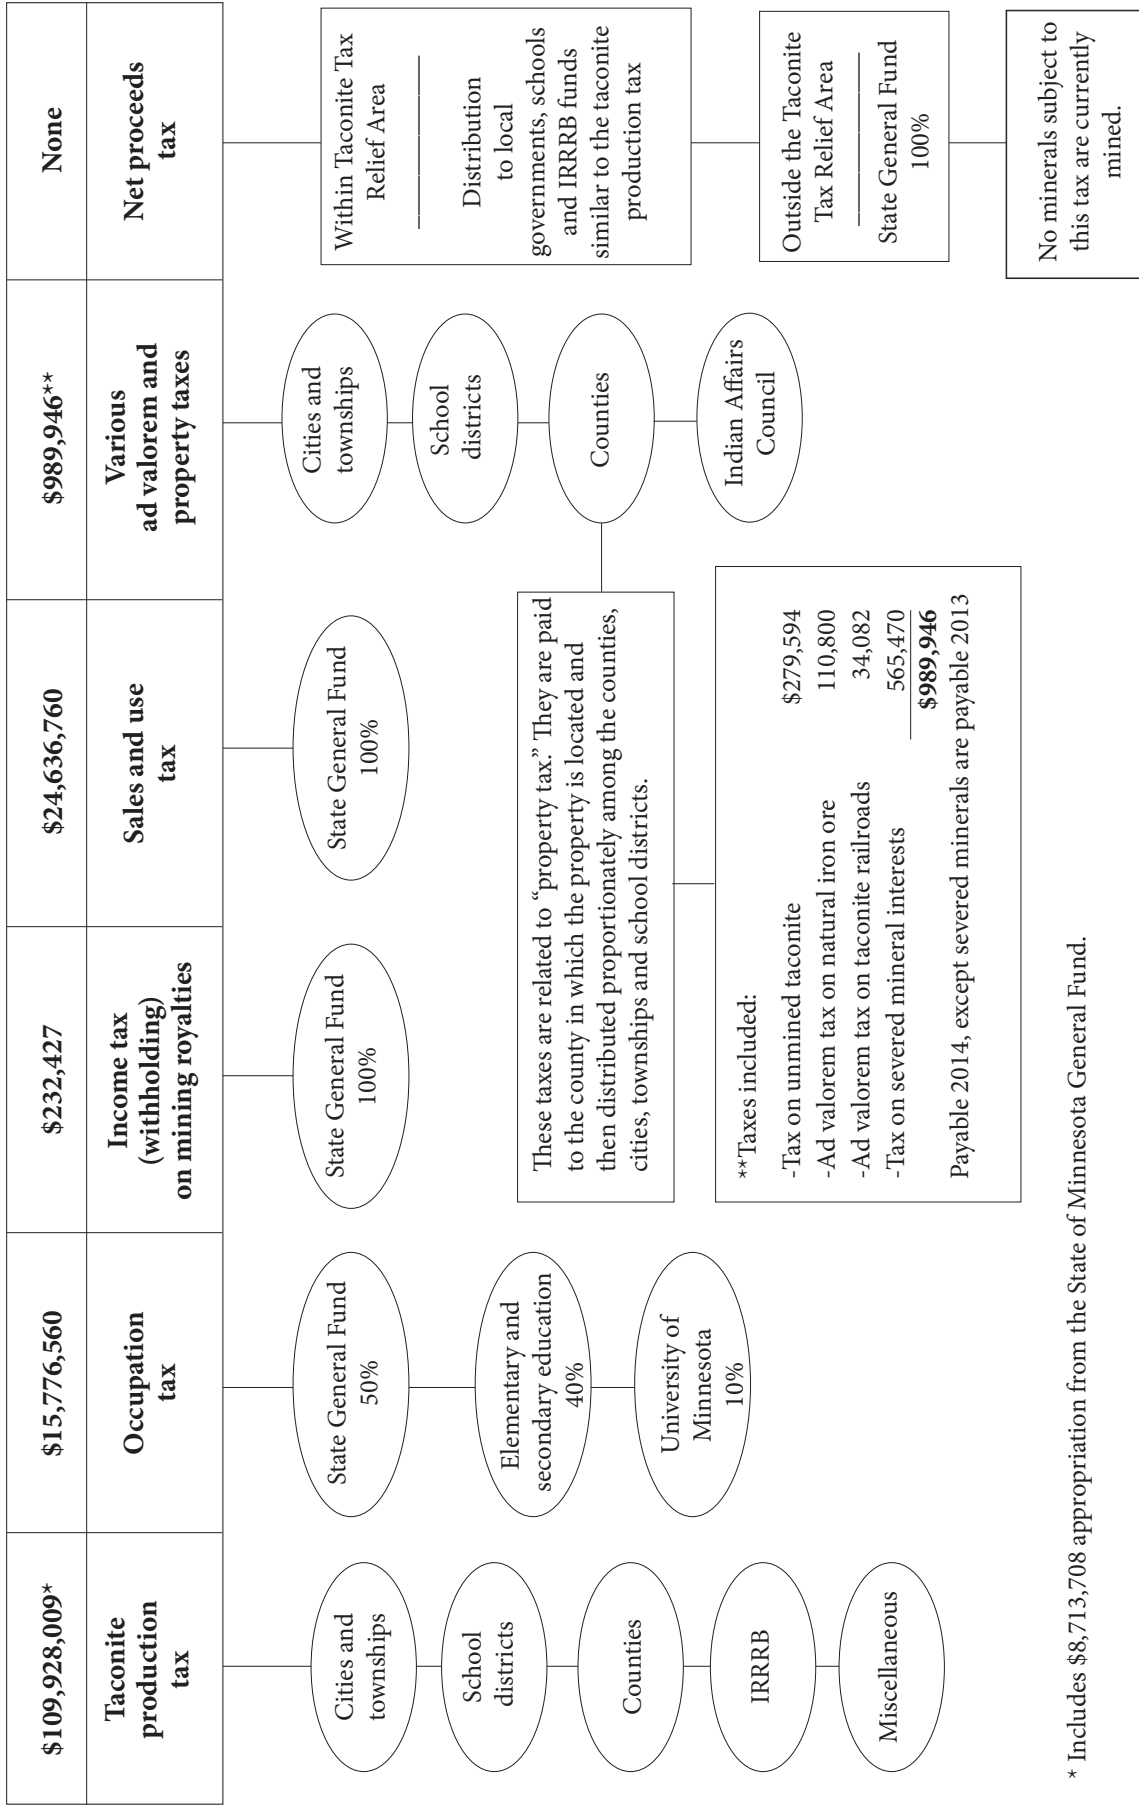 $109,928,009*
$15,776,560
$232,427
$24,636,760
$989,946**
None
Taconite
production
tax
Occupation
tax
Income tax
(withholding)
on mining royalties
Sales and use
tax
Various
ad valorem and
property taxes
Net proceeds
tax
Cities and
townships
School
districts
Counties
IRRRB
Miscellaneous
State General Fund
50%
Elementary and
secondary education
40%
University of
Minnesota
10%
State General Fund
100%
State General Fund
100%
Cities and
townships
School
districts
Counties
Indian Affairs
Council
These taxes are related to “property tax.” They are paid
to the county in which the property is located and
then distributed proportionately among the counties,
cities, townships and school districts.
**Taxes included:
-Tax on unmined taconite $279,594
-Ad valorem tax on natural iron ore 110,800
-Ad valorem tax on taconite railroads 34,082
-Tax on severed mineral interests 565,470
$989,946
Payable 2014, except severed minerals are payable 2013
Within Taconite Tax
Relief Area
Distribution
to local
governments, schools
and IRRRB funds
similar to the taconite
production tax
Outside the Taconite
Tax Relief Area
State General Fund
100%
No minerals subject to
this tax are currently
mined.
* Includes $8,713,708 appropriation from the State of Minnesota General Fund.